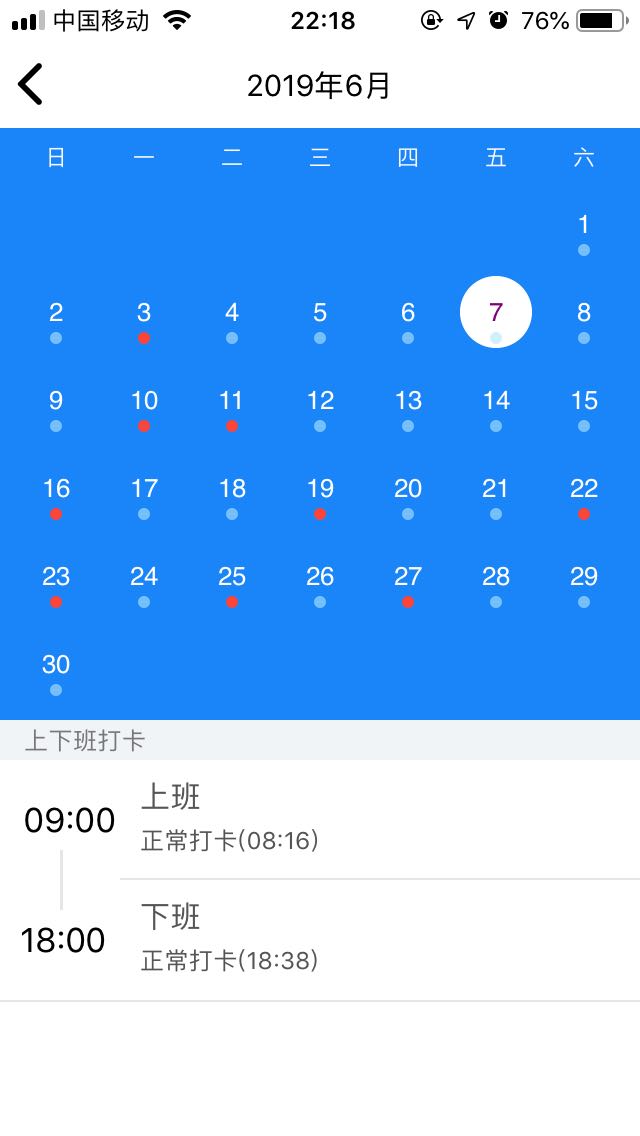 中国移动 22:18 76%
2019年6月
日 一 二 三 四 五 六
1
2 3 4 5 6 7 8
9 10 11 12 13 14 15
16 17 18 19 20 21 22
23 24 25 26 27 28 29
30
上下班打卡
上班
09:00
正常打卡(08:16)
下班
18:00
正常打卡(18:38)